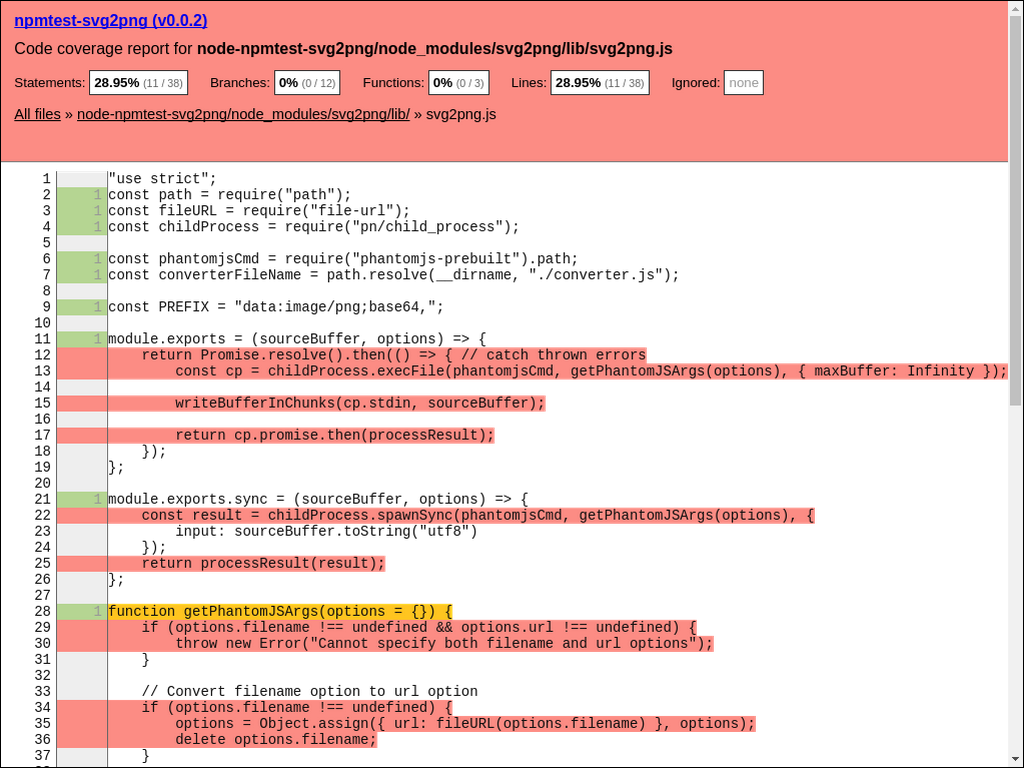 npmtest-svg2png (v0.0.2)
Code coverage report for node-npmtest-svg2png/node_modules/svg2png/lib/svg2png.js
Statements: 28.95% (11 / 38) Branches: 0% (0 / 12) Functions: 0% (0 / 3) Lines: 28.95% (11 / 38) Ignored: none
All files » node-npmtest-svg2png/node_modules/svg2png/lib/ » svg2png.js
1 "use strict";
2 1 const path = require("path");
3 1 const fileURL = require("file-url");
4 1 const childProcess = require("pn/child_process");
5
6 1 const phantomjsCmd = require("phantomjs-prebuilt").path;
7 1 const converterFileName = path.resolve(__dirname, "./converter.js");
8
9 1 const PREFIX = "data:image/png;base64,";
10
11 1 module.exports = (sourceBuffer, options) => {
12     return Promise.resolve().then(() => { // catch thrown errors
13         const cp = childProcess.execFile(phantomjsCmd, getPhantomJSArgs(options), { maxBuffer: Infinity });
14
15         writeBufferInChunks(cp.stdin, sourceBuffer);
16
17         return cp.promise.then(processResult);
18     });
19 };
20
21 1 module.exports.sync = (sourceBuffer, options) => {
22     const result = childProcess.spawnSync(phantomjsCmd, getPhantomJSArgs(options), {
23         input: sourceBuffer.toString("utf8")
24     });
25     return processResult(result);
26 };
27
28 1 function getPhantomJSArgs(options = {}) {
29     if (options.filename !== undefined && options.url !== undefined) {
30         throw new Error("Cannot specify both filename and url options");
31     }
32
33     // Convert filename option to url option
34     if (options.filename !== undefined) {
35         options = Object.assign({ url: fileURL(options.filename) }, options);
36         delete options.filename;
37     }